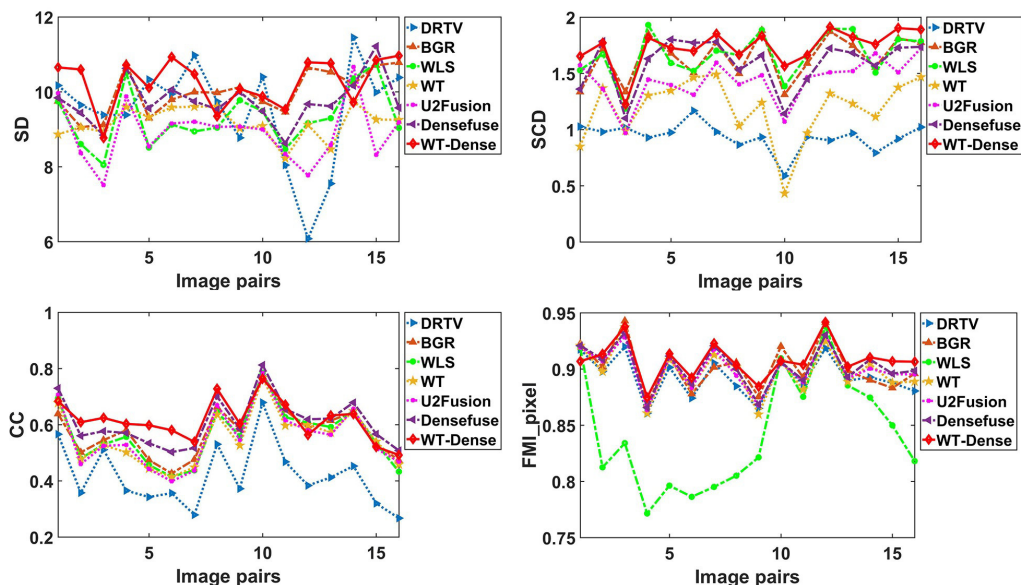 12
10
8
6
SD
5
10
15
Image pairs
DRTV
BGR
WLS
WT
U2Fusion
Densefuse
WT-Dense
2
1.5
1
0.5
0
SCD
5
10
15
Image pairs
DRTV
BGR
WLS
WT
U2Fusion
Densefuse
WT-Dense
1
0.8
0.6
0.4
0.2
CC
5
10
15
Image pairs
DRTV
BGR
WLS
WT
U2Fusion
Densefuse
WT-Dense
0.95
0.9
0.85
0.8
0.75
FMI_pixel
5
10
15
Image pairs
DRTV
BGR
WLS
WT
U2Fusion
Densefuse
WT-Dense